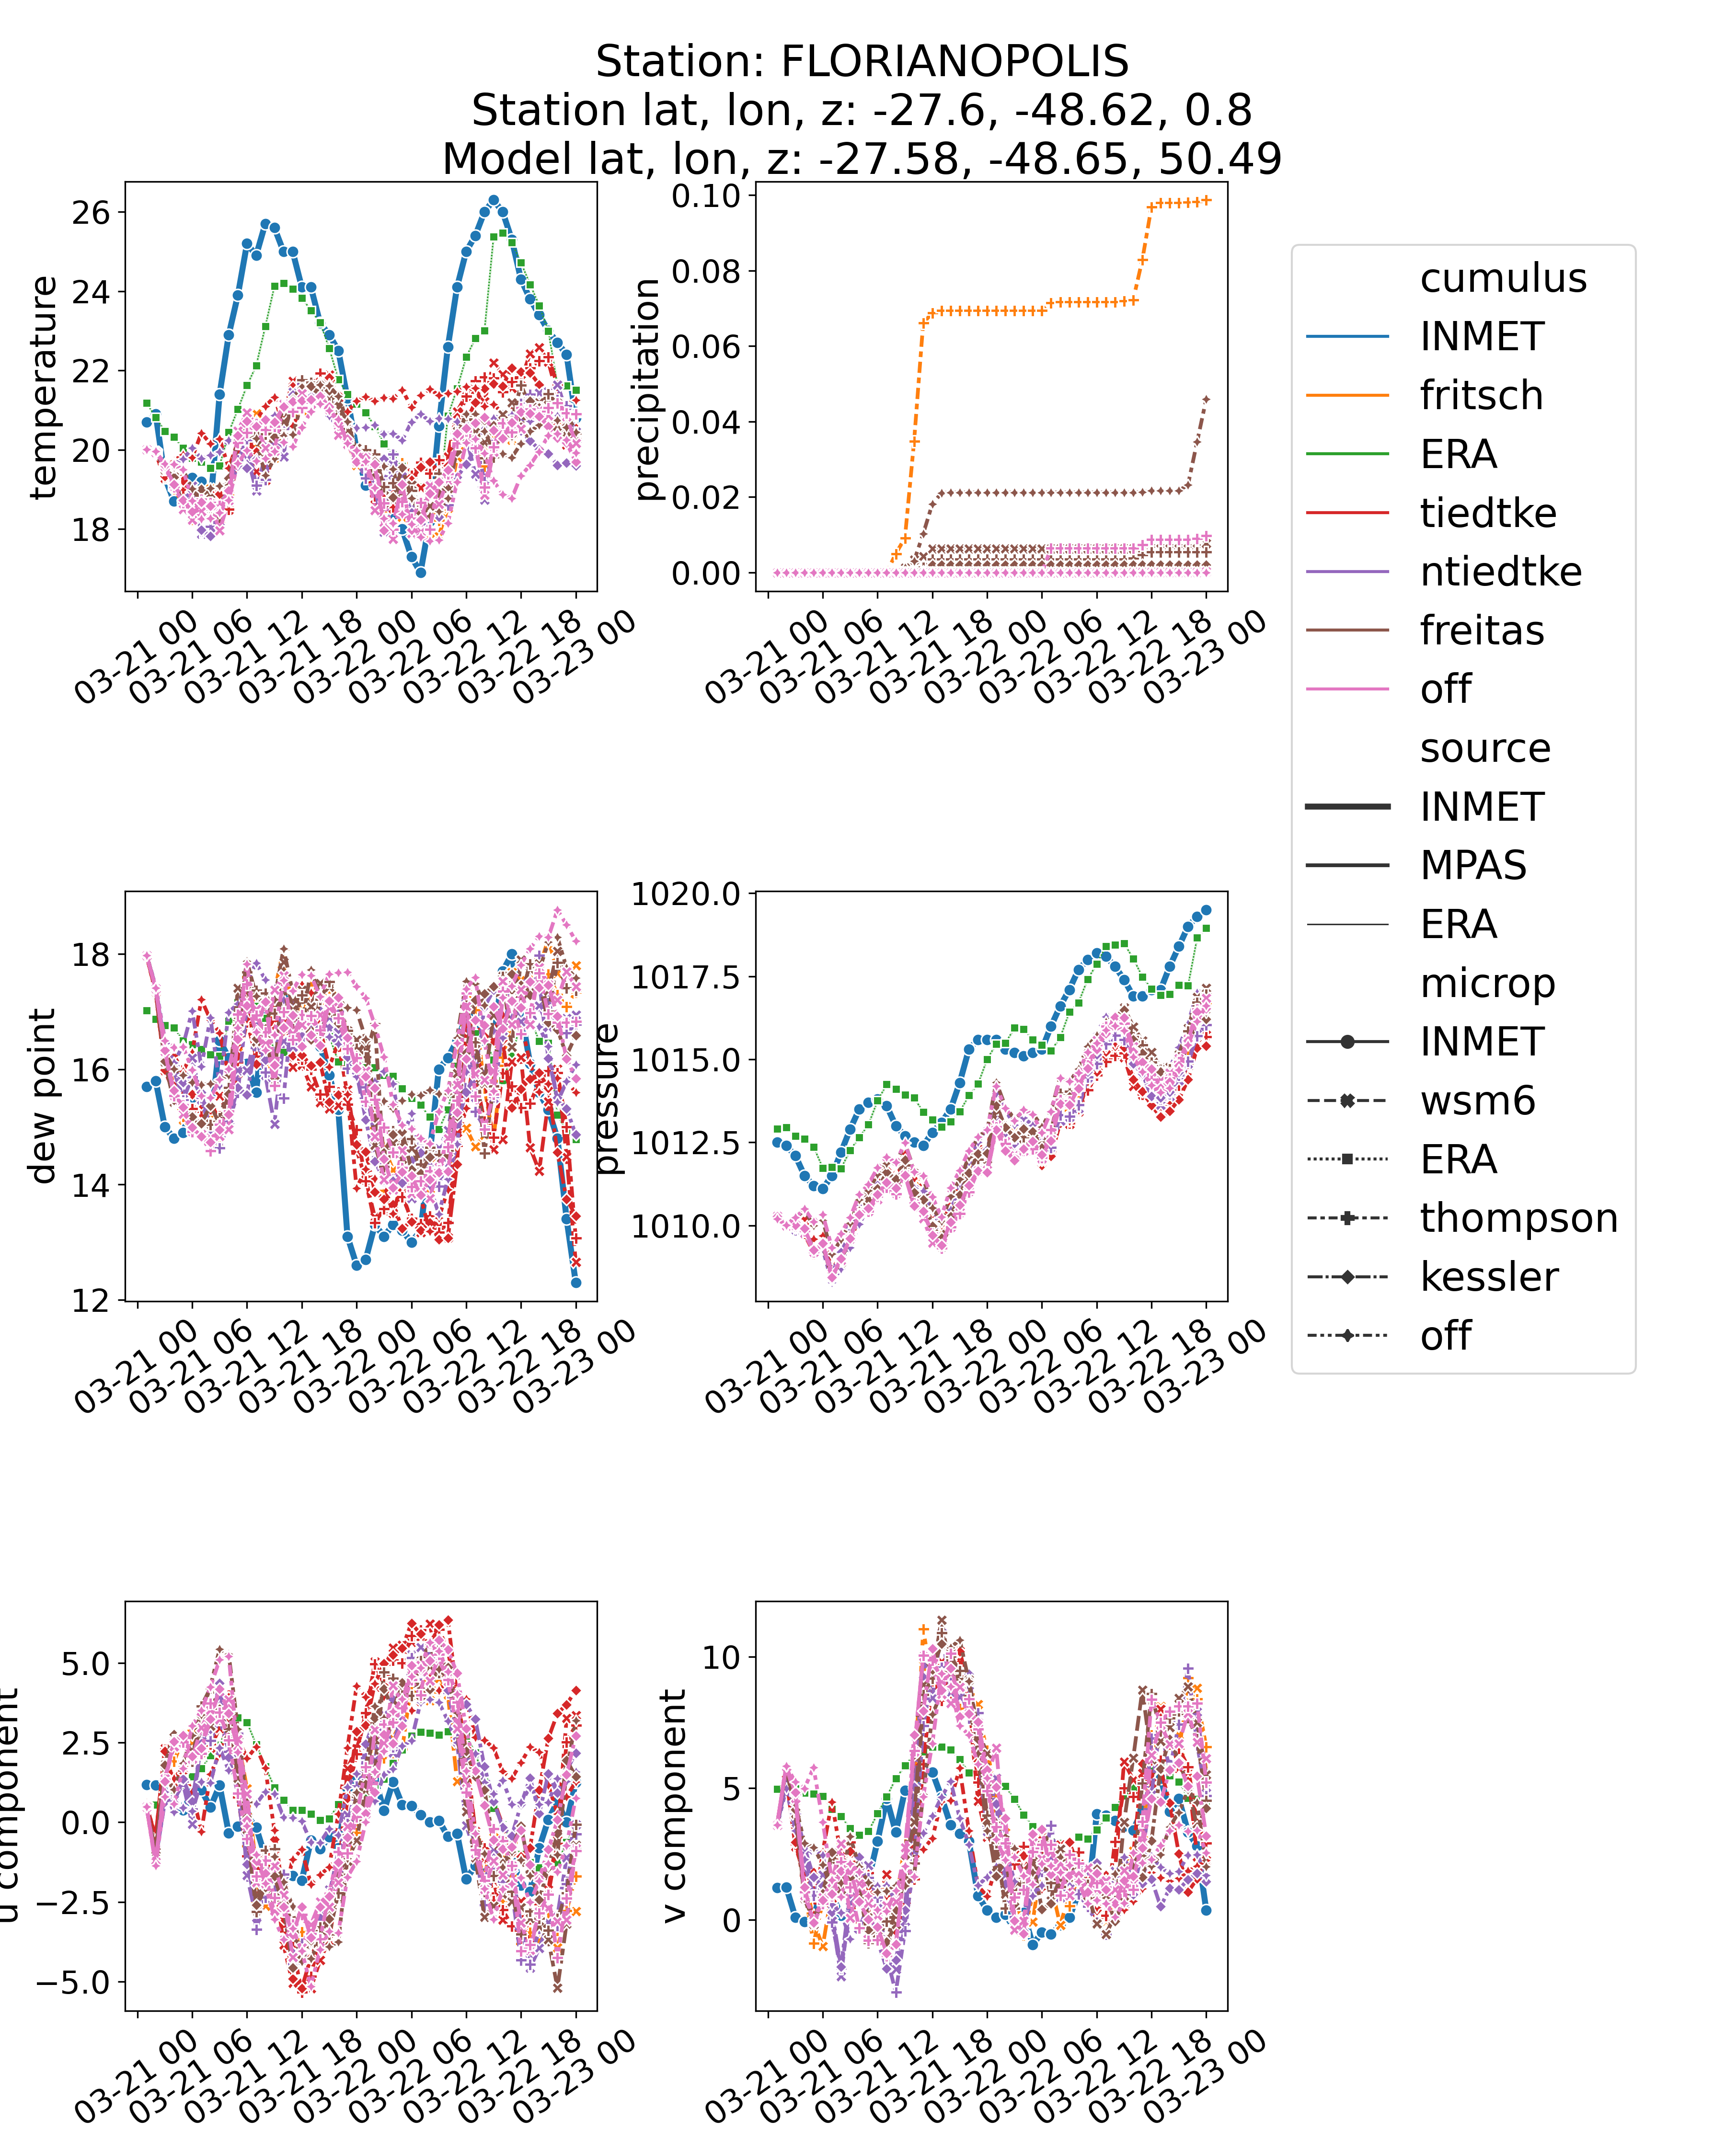 Station: FLORIANOPOLIS
Station lat, lon, z: -27.6, -48.62, 0.8
Model lat, lon, z: -27.58, -48.65, 50.49
temperature
26
24
22
20
18
03-21 00
03-21 06
03-21 12
03-21 18
03-22 00
03-22 06
03-22 12
03-22 18
03-23 00
precipitation
0.10
0.08
0.06
0.04
0.02
0.00
03-21 00
03-21 06
03-21 12
03-21 18
03-22 00
03-22 06
03-22 12
03-22 18
03-23 00
cumulus
INMET
fritsch
ERA
tiedtke
ntiedtke
freitas
off
source
INMET
MPAS
ERA
microp
INMET
wsm6
ERA
thompson
kessler
off
dew point
18
16
14
12
03-21 00
03-21 06
03-21 12
03-21 18
03-22 00
03-22 06
03-22 12
03-22 18
03-23 00
pressure
1020.0
1017.5
1015.0
1012.5
1010.0
03-21 00
03-21 06
03-21 12
03-21 18
03-22 00
03-22 06
03-22 12
03-22 18
03-23 00
u component
5.0
2.5
0.0
−2.5
−5.0
03-21 00
03-21 06
03-21 12
03-21 18
03-22 00
03-22 06
03-22 12
03-22 18
03-23 00
v component
10
5
0
03-21 00
03-21 06
03-21 12
03-21 18
03-22 00
03-22 06
03-22 12
03-22 18
03-23 00